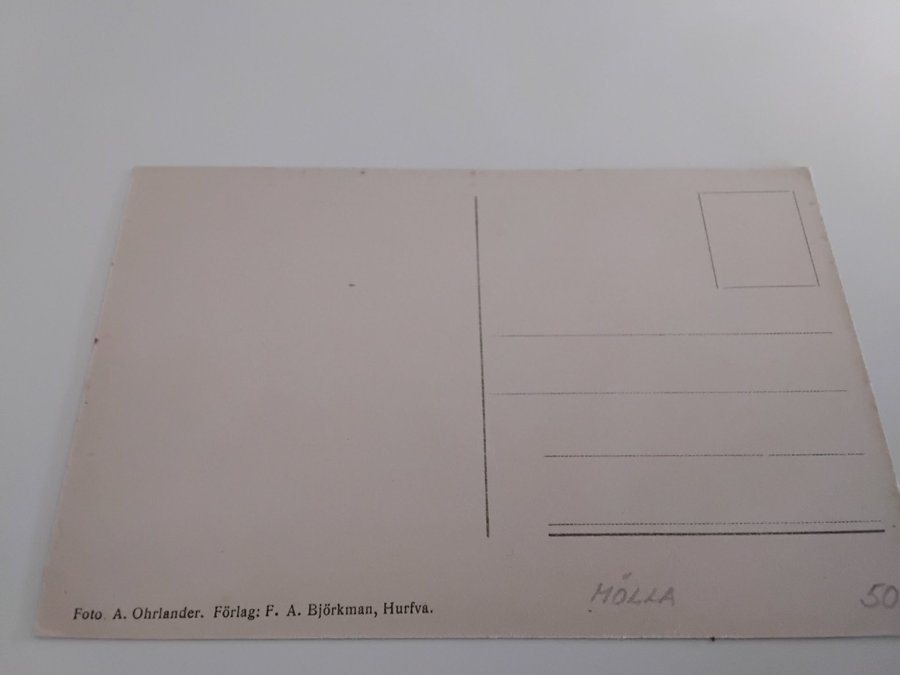 Foto A. Ohrlander. Förlag: F. A. Björkman, Hurfva.
MÖLLA 50